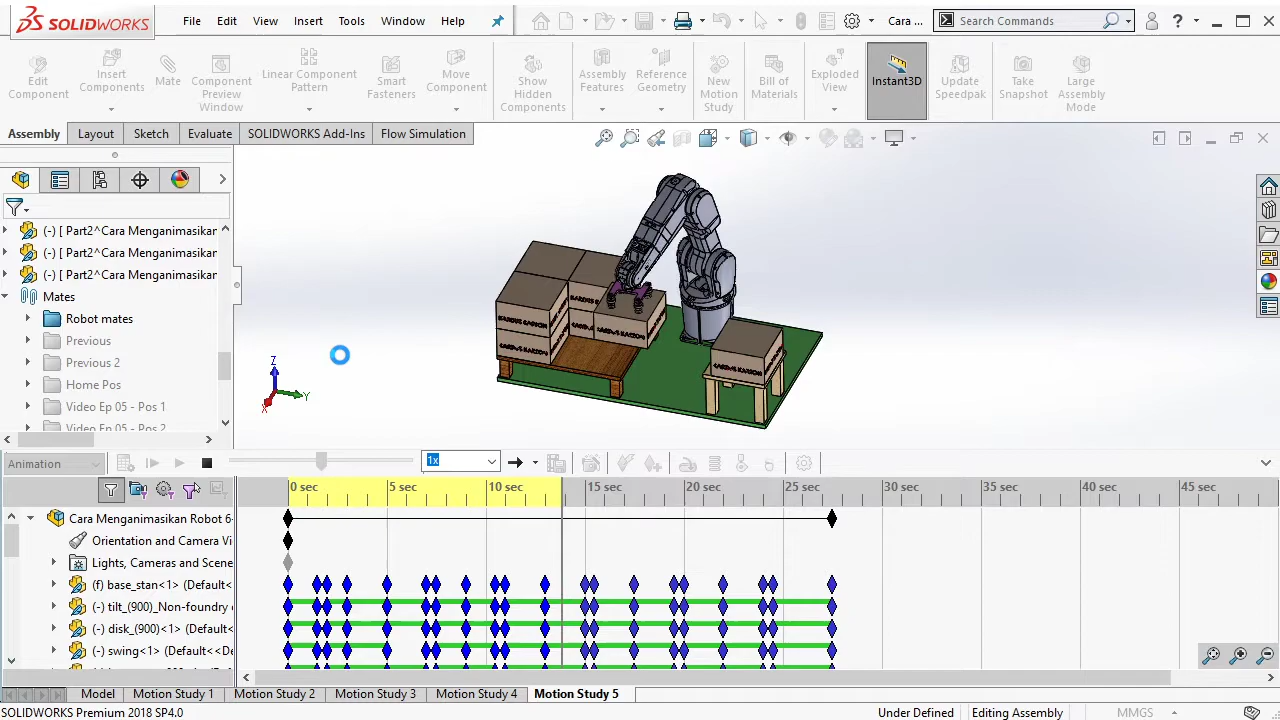 SOLIDWORKS File Edit View Insert Tools Window Help Cara ... Search Commands ?
Edit Component
Insert Components
Mate
Component Preview Window
Linear Component Pattern
Smart Fasteners
Move Component
Show Hidden Components
Assembly Features
Reference Geometry
New Motion Study
Bill of Materials
Exploded View
Instant3D
Update Speedpak
Take Snapshot
Large Assembly Mode
Assembly Layout Sketch Evaluate SOLIDWORKS Add-Ins Flow Simulation
(-) [ Part2^Cara Menganimasikan
(-) [ Part2^Cara Menganimasikan
(-) [ Part2^Cara Menganimasikan
Mates
Robot mates
Previous
Previous 2
Home Pos
Video Ep 05 - Pos 1
Video Ep 05 - Pos 2
Z
Y
X
KARDUS KARTON
Animation 1x
0 sec 5 sec 10 sec 15 sec 20 sec 25 sec 30 sec 35 sec 40 sec 45 sec
Cara Menganimasikan Robot 6-
Orientation and Camera Vi
Lights, Cameras and Scene
(f) base_stan<1> (Default<
(-) tilt_(900)_Non-foundry
(-) disk_(900)<1> (Default<
(-) swing<1> (Default<<De
Model Motion Study 1 Motion Study 2 Motion Study 3 Motion Study 4 Motion Study 5
SOLIDWORKS Premium 2018 SP4.0 Under Defined Editing Assembly MMGS